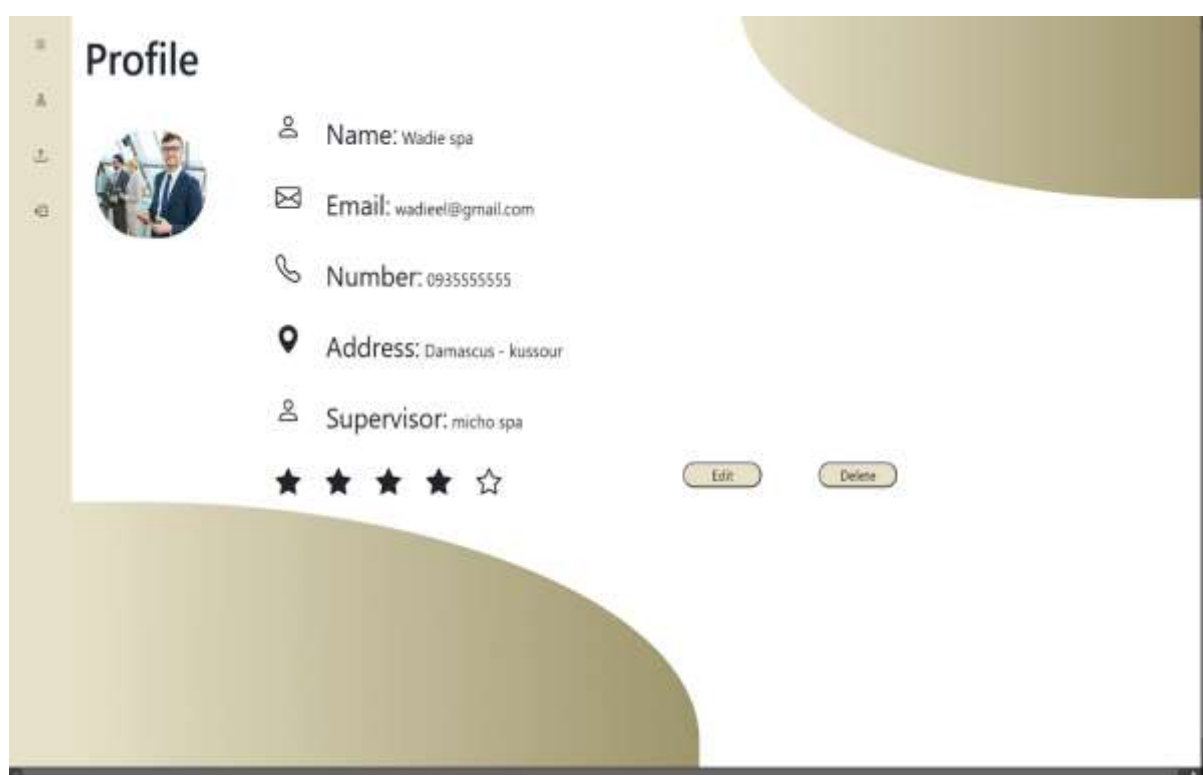 Profile
Name: Wadie spa
Email: wadieel@gmail.com
Number: 0935555555
Address: Damascus - kussour
Supervisor: micho spa
Edit
Delete